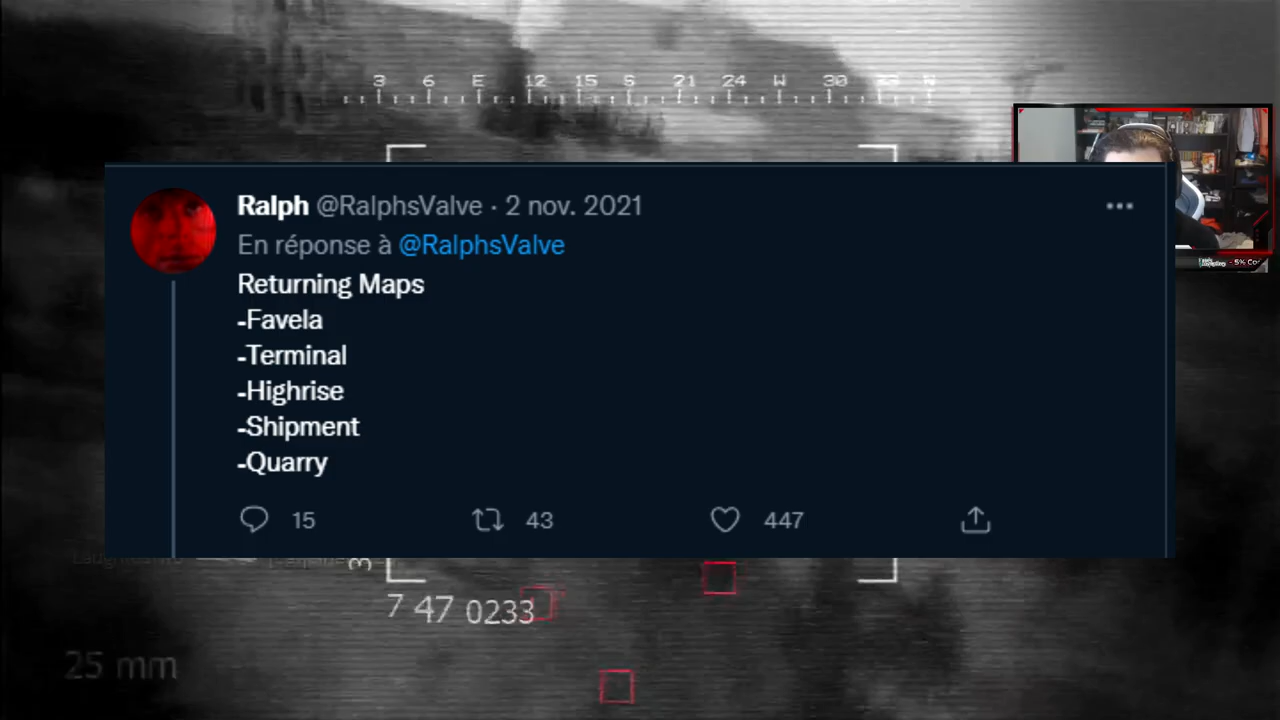 3 6 E 12 15 S 21 24 W 30 33 N
Ralph @RalphsValve · 2 nov. 2021
En réponse à @RalphsValve
Returning Maps
-Favela
-Terminal
-Highrise
-Shipment
-Quarry
15 43 447
7 47 0233
25 mm